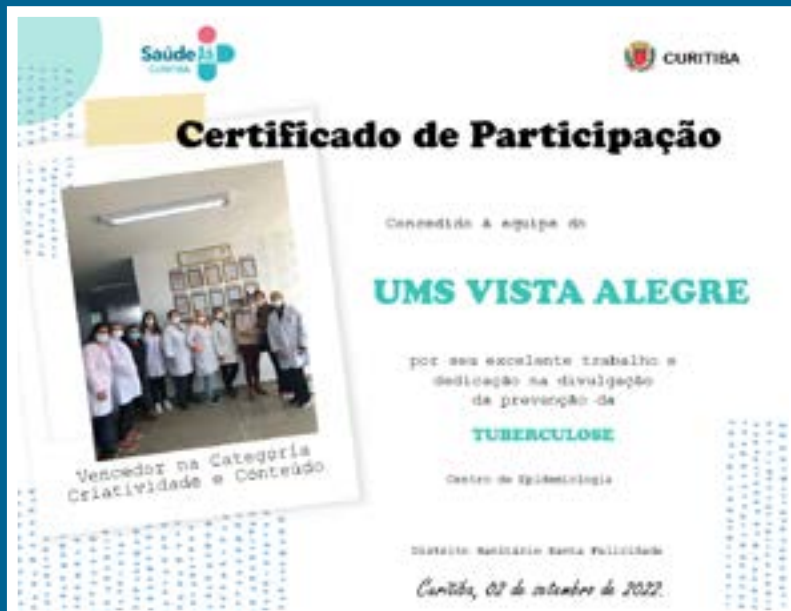 Saúde Já
CURITIBA
CURITIBA
Certificado de Participação
Concedido à equipe da
UMS VISTA ALEGRE
por seu excelente trabalho e
dedicação na divulgação
da prevenção da
TUBERCULOSE
Centro de Epidemiologia
Distrito Sanitário Santa Felicidade
Curitiba, 02 de setembro de 2022.
Vencedor na Categoria
Criatividade e Conteúdo